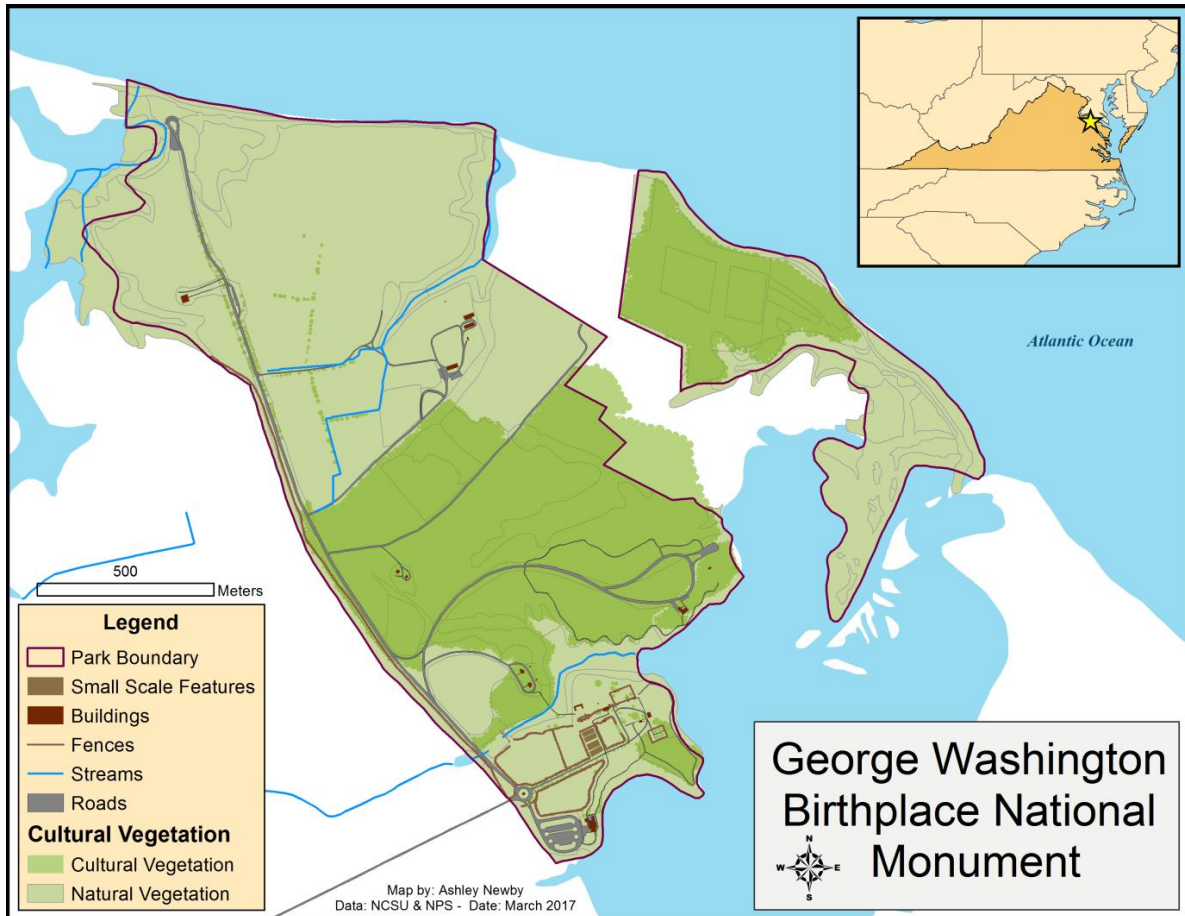 Atlantic Ocean
500
Meters
Legend
Park Boundary
Small Scale Features
Buildings
Fences
Streams
Roads
Cultural Vegetation
Cultural Vegetation
Natural Vegetation
Map by: Ashley Newby
Data: NCSU & NPS - Date: March 2017
George Washington
Birthplace National
Monument
N
W E
S